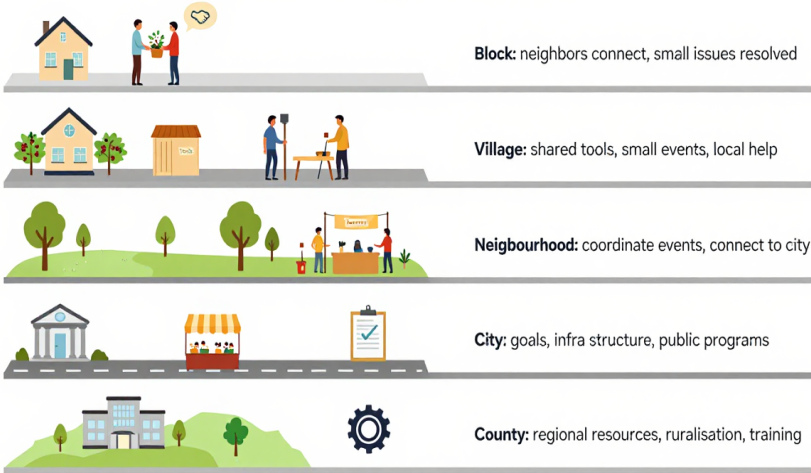 Block: neighbors connect, small issues resolved
Village: shared tools, small events, local help
Neigbourhood: coordinate events, connect to city
City: goals, infra structure, public programs
County: regional resources, ruralisation, training